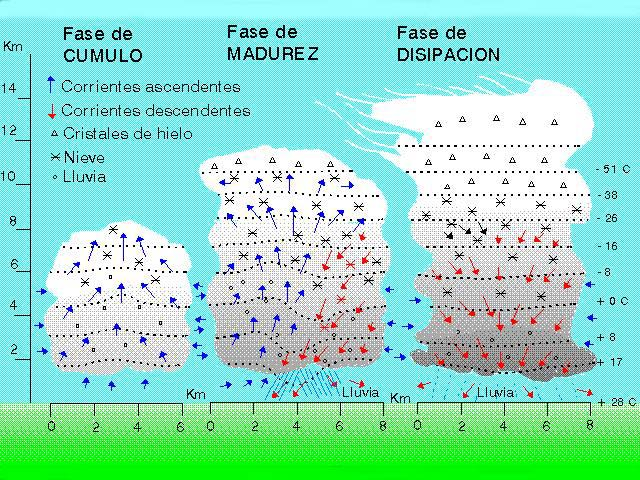 Fase de
CUMULO
Fase de
MADUREZ
Fase de
DISIPACION
Km
14
12
10
8
6
4
2
Corrientes ascendentes
Corrientes descendentes
Cristales de hielo
Nieve
Lluvia
- 51 C
- 38
- 26
- 16
- 8
+ 0 C
+ 8
+ 17
+ 28 C
Km
Lluvia
Km
Lluvia
0 2 4 6
0 2 4 6 8
0 2 4 6 8